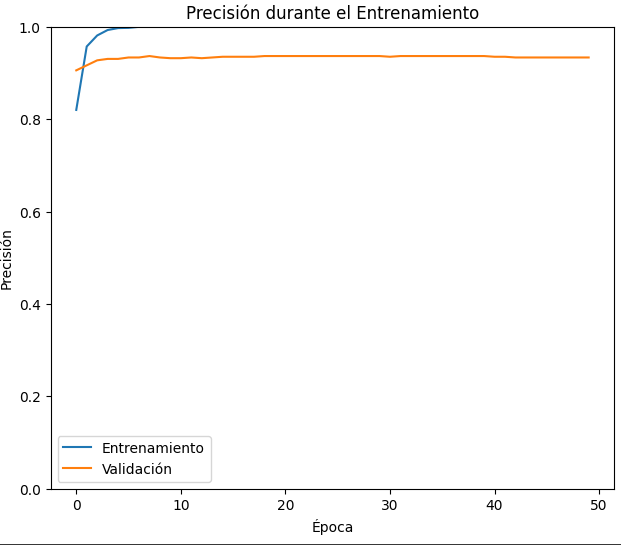 Precisión durante el Entrenamiento
1.0
0.8
0.6
0.4
0.2
0.0
Precisión
Entrenamiento
Validación
0 10 20 30 40 50
Época